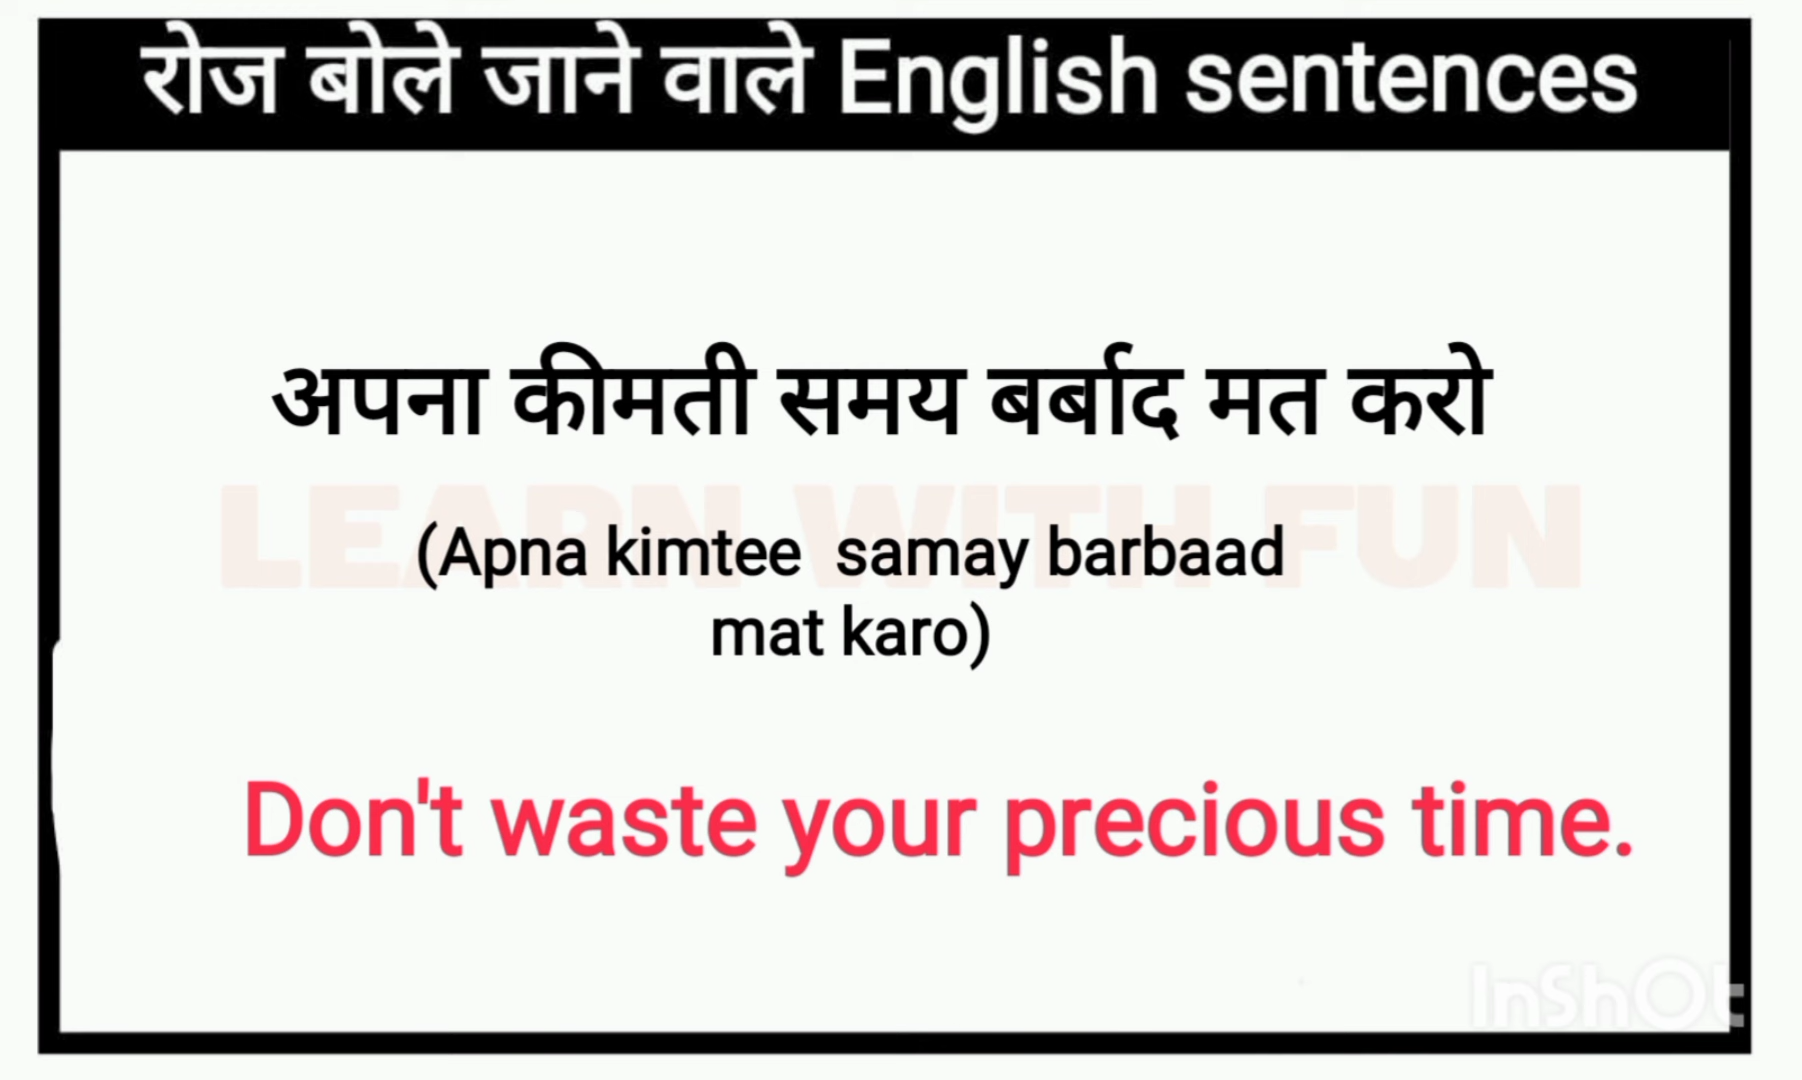 रोज बोले जाने वाले English sentences
अपना कीमती समय बर्बाद मत करो
LEARN WITH FUN
(Apna kimtee samay barbaad
mat karo)
Don't waste your precious time.
InShOt